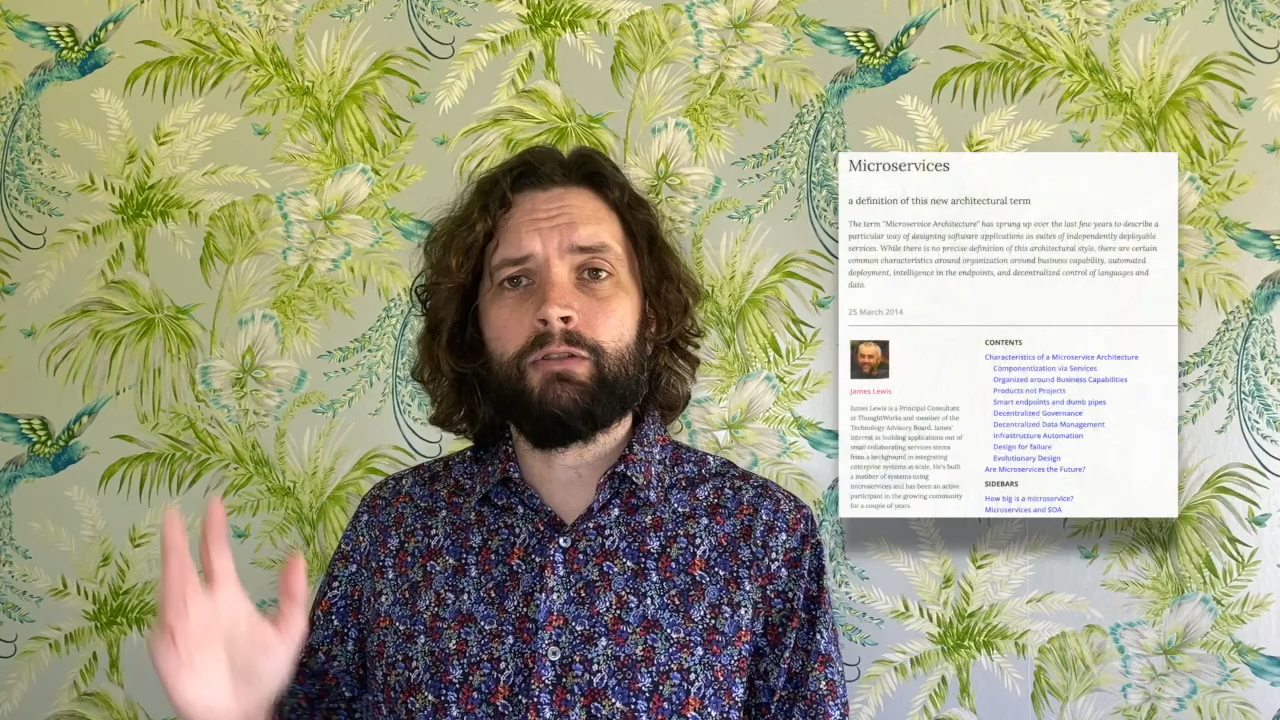 Microservices
a definition of this new architectural term
The term "Microservice Architecture" has sprung up over the last few years to describe a
particular way of designing software applications as suites of independently deployable
services. While there is no precise definition of this architectural style, there are certain
common characteristics around organization around business capability, automated
deployment, intelligence in the endpoints, and decentralized control of languages and
data.
25 March 2014
James Lewis
James Lewis is a Principal Consultant
at ThoughtWorks and member of the
Technology Advisory Board. James'
interest in building applications out of
small collaborating services stems
from a background in integrating
enterprise systems at scale. He's built
a number of systems using
microservices and has been an active
participant in the growing community
for a couple of years.
CONTENTS
Characteristics of a Microservice Architecture
Componentization via Services
Organized around Business Capabilities
Products not Projects
Smart endpoints and dumb pipes
Decentralized Governance
Decentralized Data Management
Infrastructure Automation
Design for failure
Evolutionary Design
Are Microservices the Future?
SIDEBARS
How big is a microservice?
Microservices and SOA